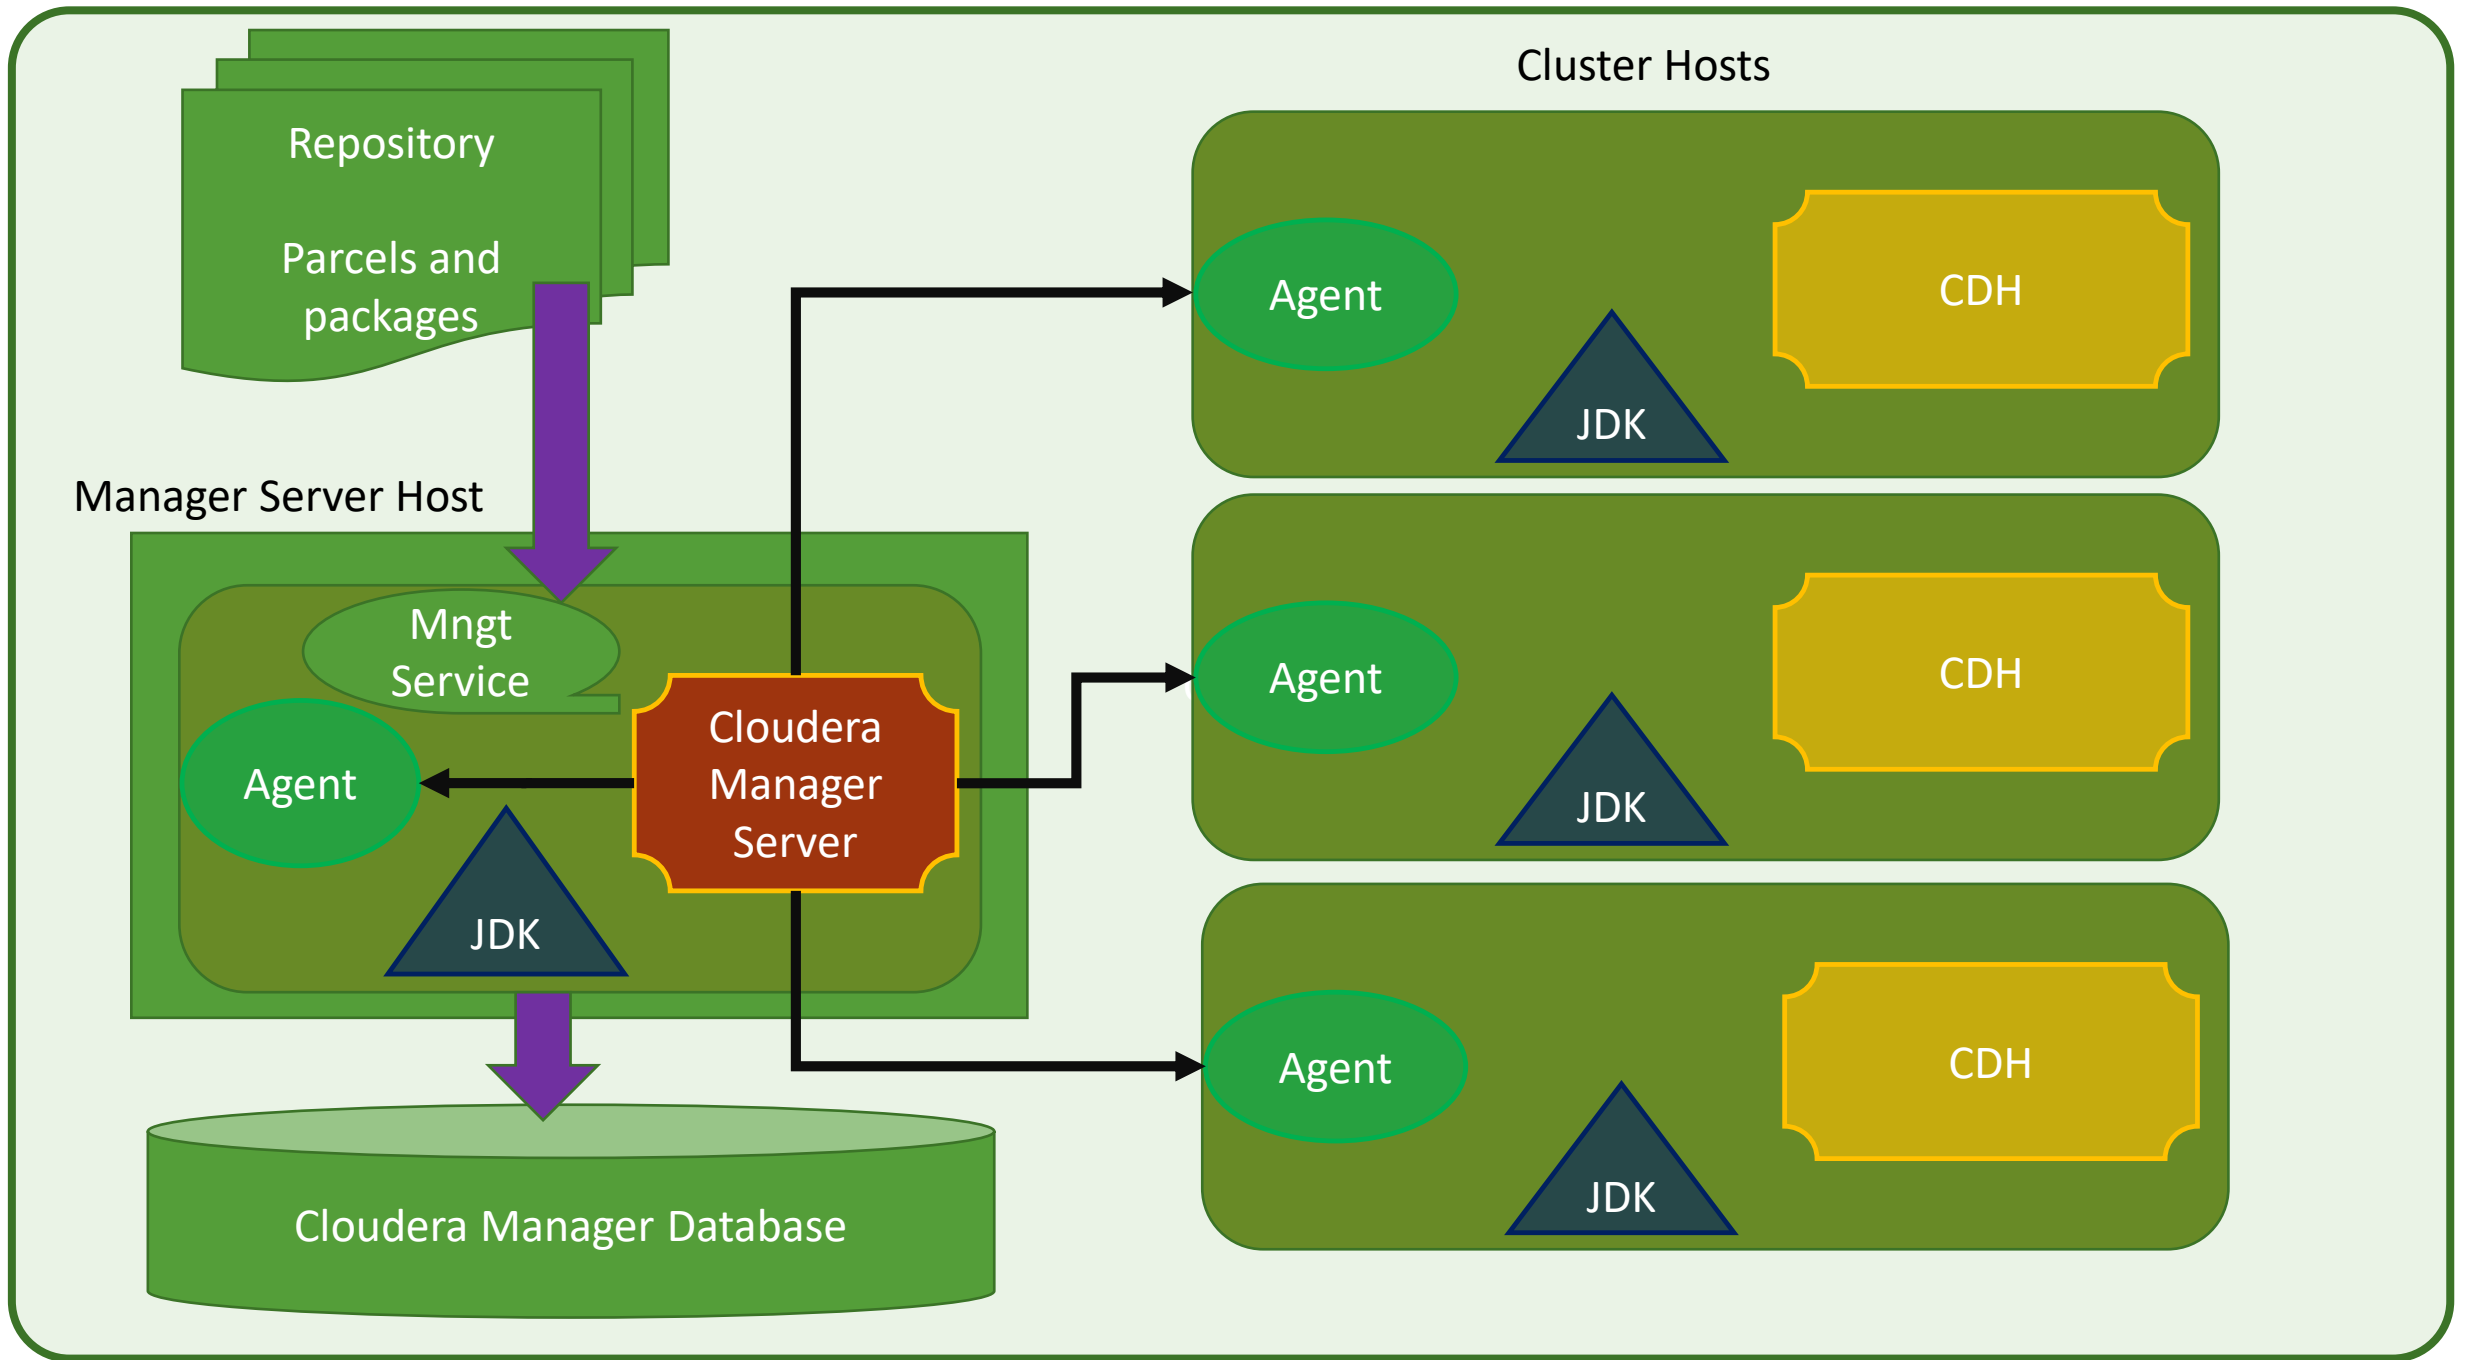 Repository
Parcels and
packages
Manager Server Host
Mngt
Service
Agent
JDK
Cloudera
Manager
Server
Cloudera Manager Database
Cluster Hosts
Agent
JDK
CDH
Agent
JDK
CDH
Agent
JDK
CDH